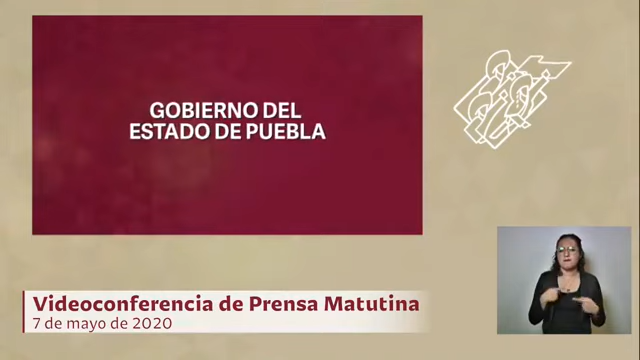 GOBIERNO DEL
ESTADO DE PUEBLA
Videoconferencia de Prensa Matutina
7 de mayo de 2020